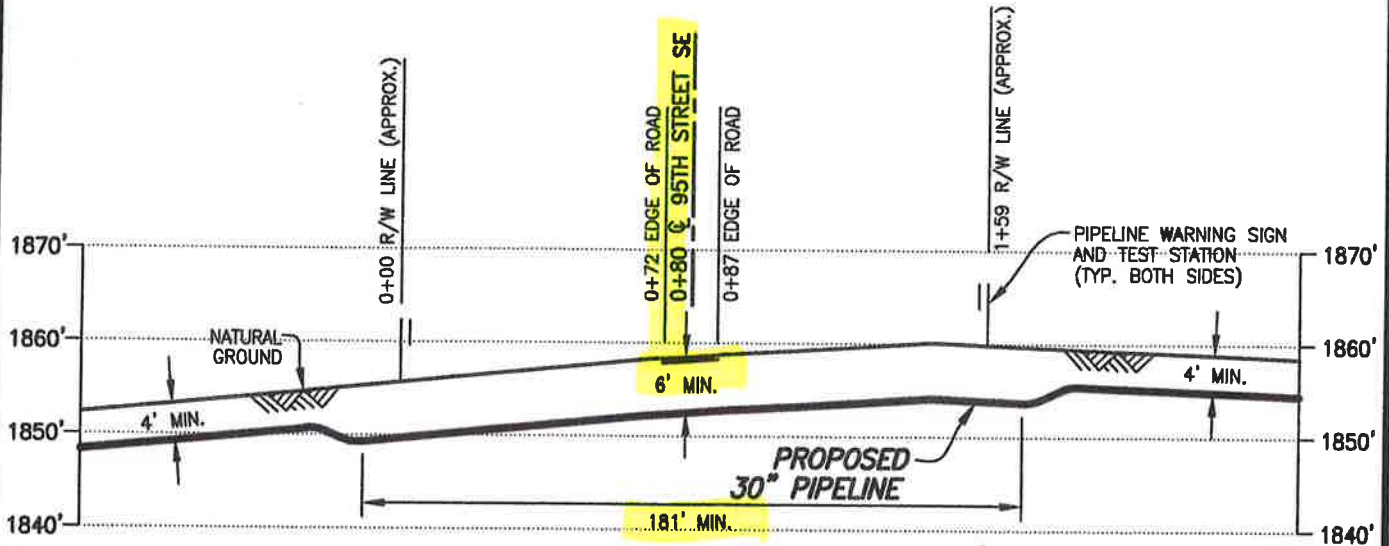 0+00 R/W LINE (APPROX.)
0+72 EDGE OF ROAD
0+80 ℄ 95TH STREET SE
0+87 EDGE OF ROAD
1+59 R/W LINE (APPROX.)
PIPELINE WARNING SIGN
AND TEST STATION
(TYP. BOTH SIDES)
1870'
1870'
1860'
1860'
NATURAL
GROUND
4' MIN.
6' MIN.
4' MIN.
1850'
1850'
PROPOSED
30" PIPELINE
181' MIN.
1840'
1840'